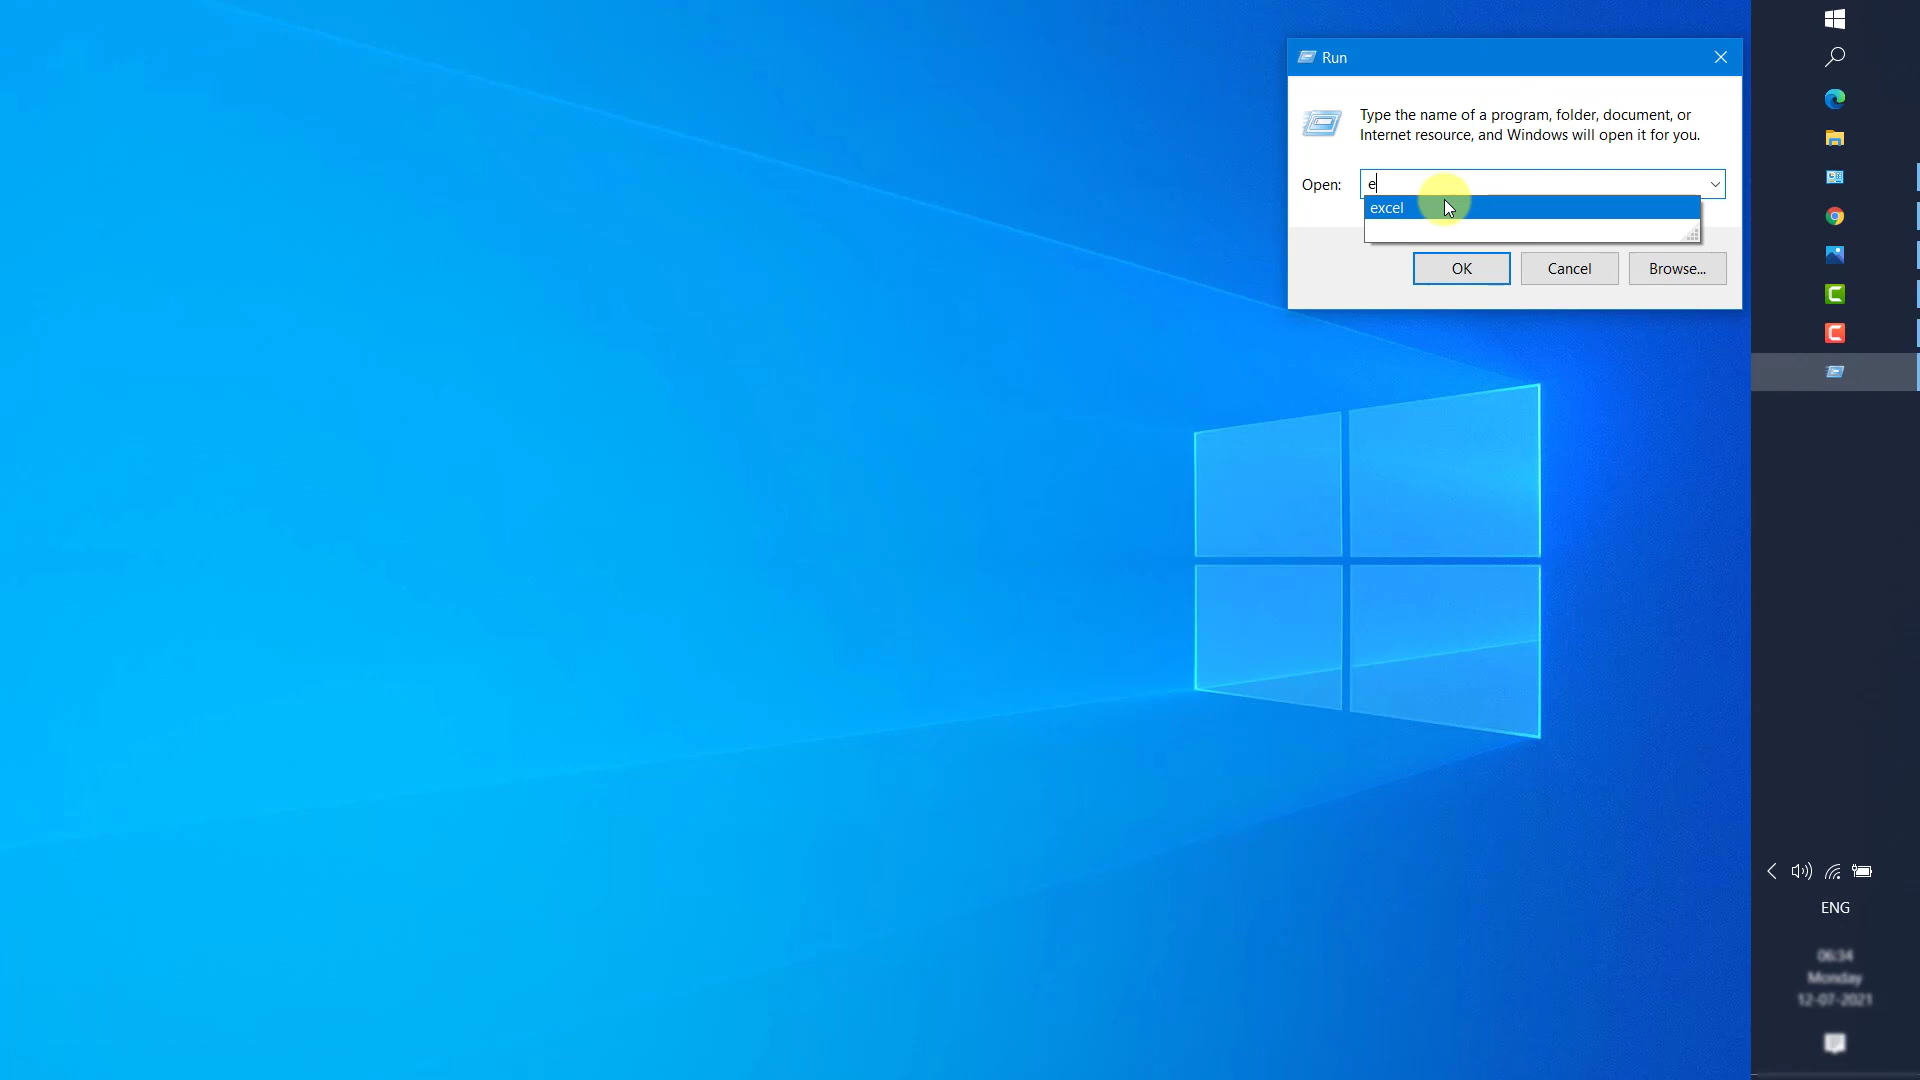 Run
Type the name of a program, folder, document, or
Internet resource, and Windows will open it for you.
Open:
e
excel
OK
Cancel
Browse...
ENG
06:34
Monday
12-07-2021